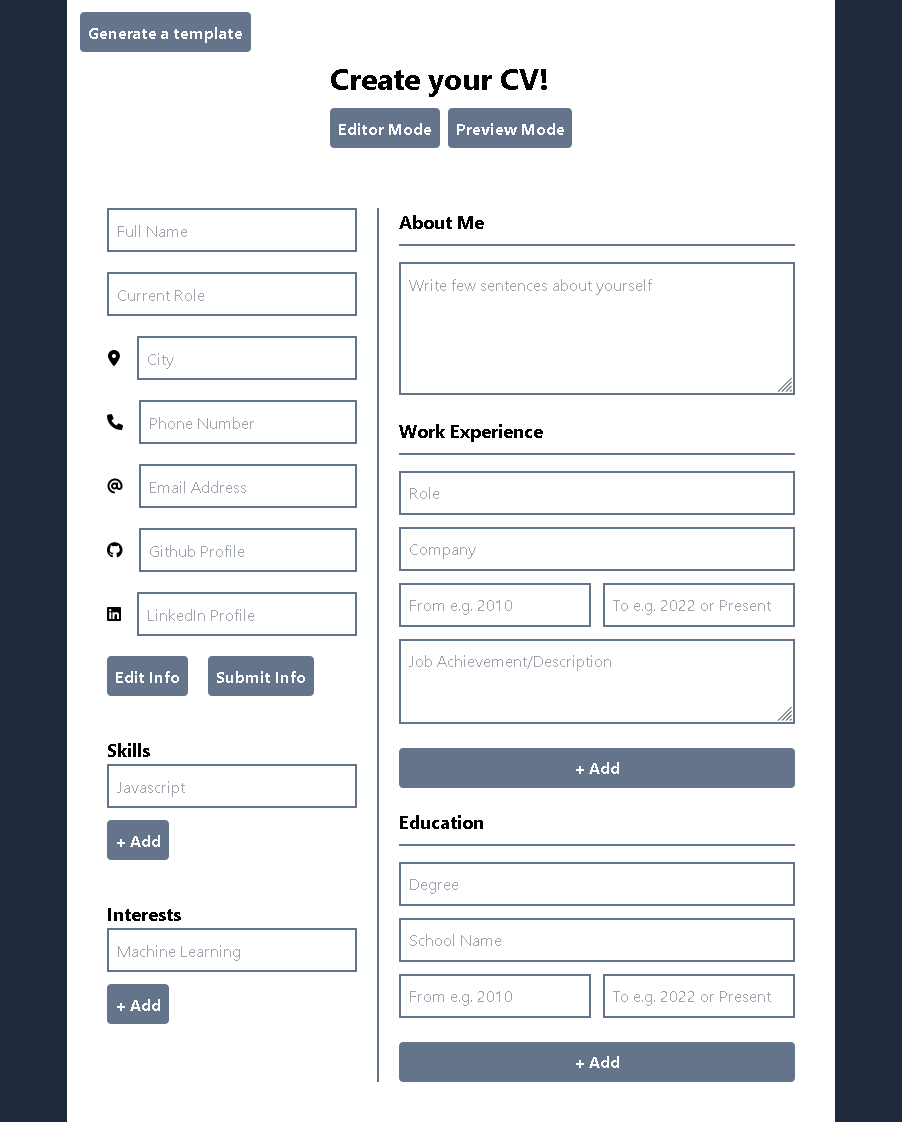 Generate a template
Create your CV!
Editor Mode
Preview Mode
Full Name
Current Role
City
Phone Number
Email Address
Github Profile
LinkedIn Profile
Edit Info
Submit Info
Skills
Javascript
+ Add
Interests
Machine Learning
+ Add
About Me
Write few sentences about yourself
Work Experience
Role
Company
From e.g. 2010
To e.g. 2022 or Present
Job Achievement/Description
+ Add
Education
Degree
School Name
From e.g. 2010
To e.g. 2022 or Present
+ Add